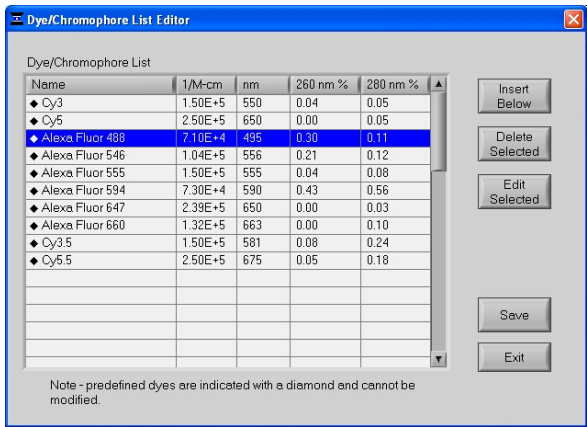 Dye/Chromophore List Editor
Dye/Chromophore List
Name 1/M-cm nm 260 nm % 280 nm %
◆ Cy3 1.50E+5 550 0.04 0.05
◆ Cy5 2.50E+5 650 0.00 0.05
◆ Alexa Fluor 488 7.10E+4 495 0.30 0.11
◆ Alexa Fluor 546 1.04E+5 556 0.21 0.12
◆ Alexa Fluor 555 1.50E+5 555 0.04 0.08
◆ Alexa Fluor 594 7.30E+4 590 0.43 0.56
◆ Alexa Fluor 647 2.39E+5 650 0.00 0.03
◆ Alexa Fluor 660 1.32E+5 663 0.00 0.10
◆ Cy3.5 1.50E+5 581 0.08 0.24
◆ Cy5.5 2.50E+5 675 0.05 0.18
Insert
Below
Delete
Selected
Edit
Selected
Save
Exit
Note - predefined dyes are indicated with a diamond and cannot be
modified.